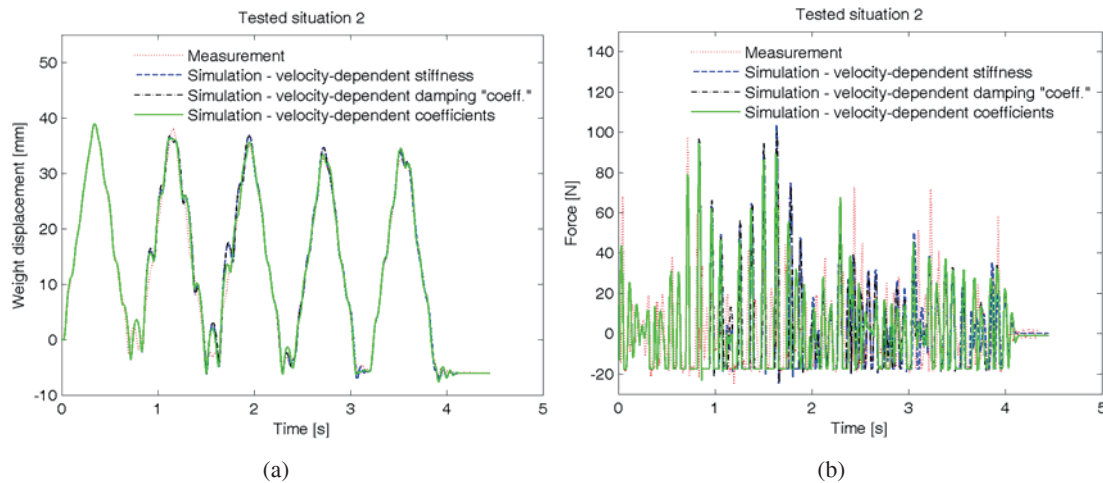 Tested situation 2
50
40
30
20
10
0
-10
Weight displacement [mm]
Measurement
Simulation - velocity-dependent stiffness
Simulation - velocity-dependent damping "coeff."
Simulation - velocity-dependent coefficients
0 1 2 3 4 5
Time [s]
(a)
Tested situation 2
140
120
100
80
60
40
20
0
-20
Force [N]
Measurement
Simulation - velocity-dependent stiffness
Simulation - velocity-dependent damping "coeff."
Simulation - velocity-dependent coefficients
0 1 2 3 4 5
Time [s]
(b)